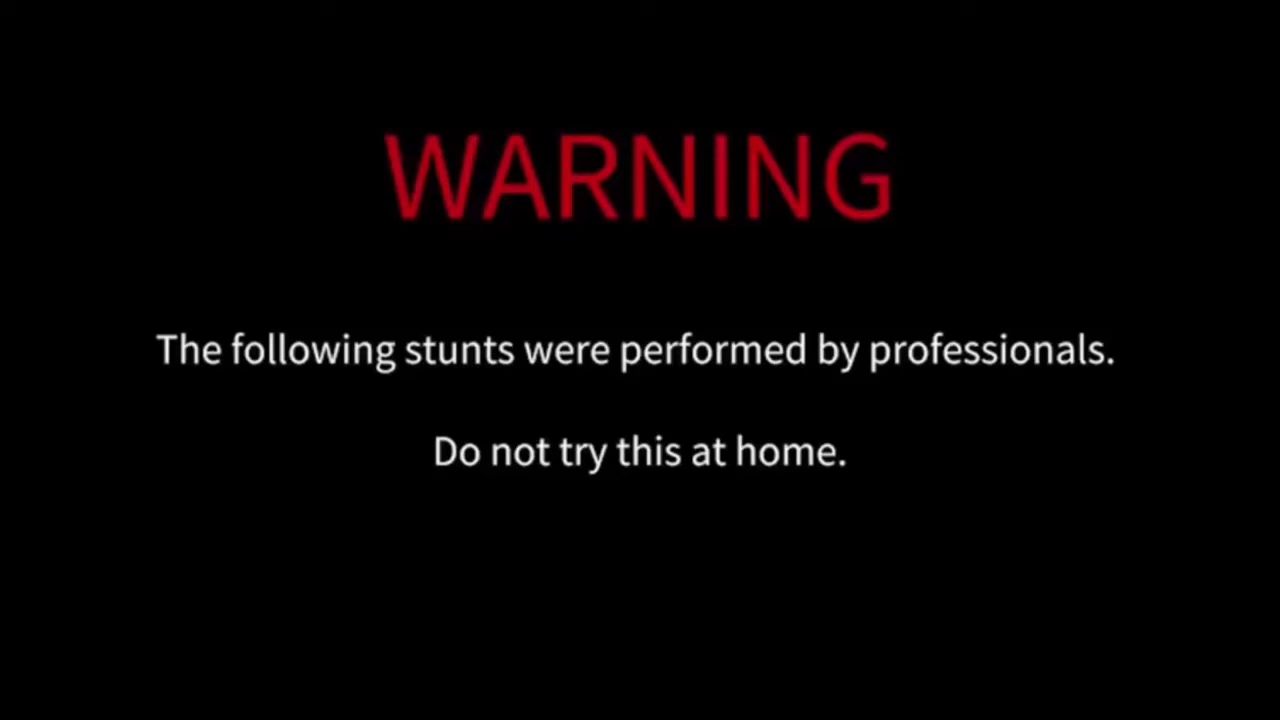 WARNING
The following stunts were performed by professionals.
Do not try this at home.